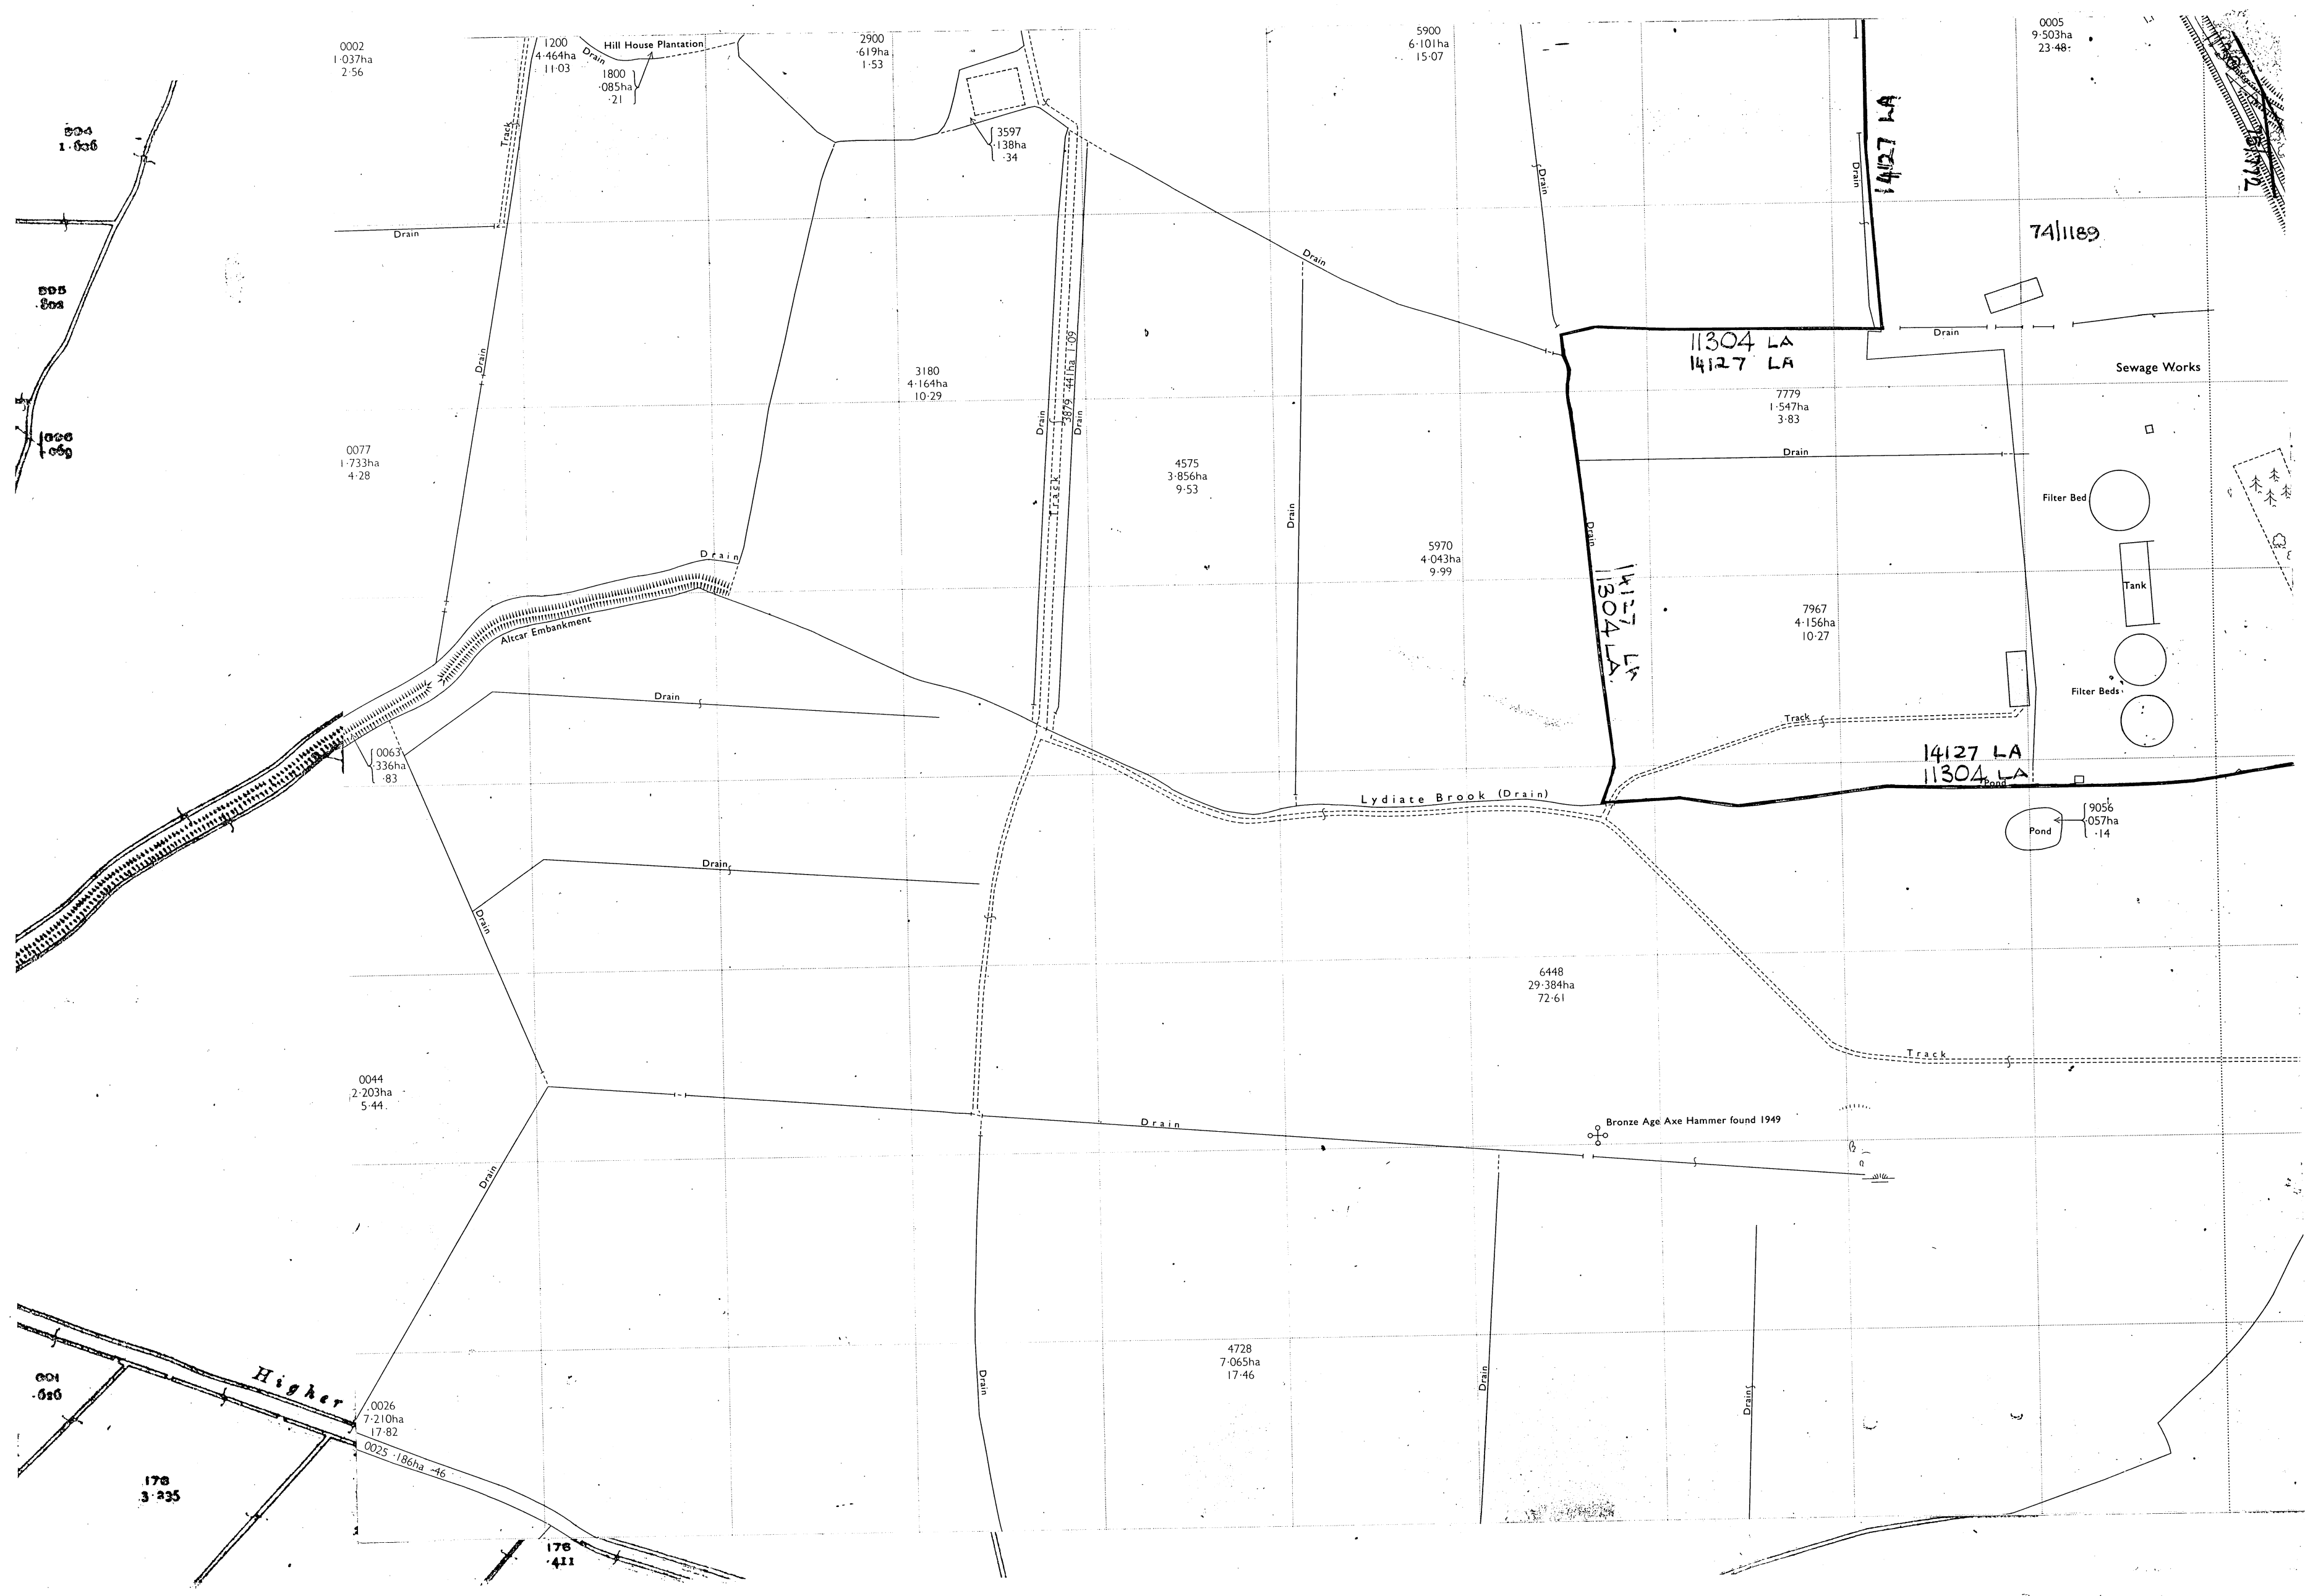 0002
1·037ha
2·56
1200
4·464ha
11·03
Drain
Hill House Plantation
1800
·085ha
·21
2900
·619ha
1·53
5900
6·101ha
15·07
0005
9·503ha
23·48
Track
3597
·138ha
·34
Drain
Drain
14127 LA
74/1189
Drain
Drain
Drain
11304 LA
14127 LA
Sewage Works
Drain
3180
4·164ha
10·29
3879 ·441ha 1·09
Drain
Drain
Track
7779
1·547ha
3·83
Drain
0077
1·733ha
4·28
4575
3·856ha
9·53
Drain
Drain
5970
4·043ha
9·99
14127 LA
11304 LA.
Filter Bed
Tank
Drain
Altcar Embankment
7967
4·156ha
10·27
Filter Beds
Drain
Track
0063
·336ha
·83
14127 LA
11304 LA
Pond
Lydiate Brook (Drain)
9056
·057ha
·14
Pond
Drain
Drain
6448
29·384ha
72·61
Track
0044
2·203ha
5·44
Drain
Bronze Age Axe Hammer found 1949
Drain
4728
7·065ha
17·46
Drain
Drain
Drain
Higher
0026
7·210ha
17·82
0025 ·186ha ·46
178
3·235
176
·411